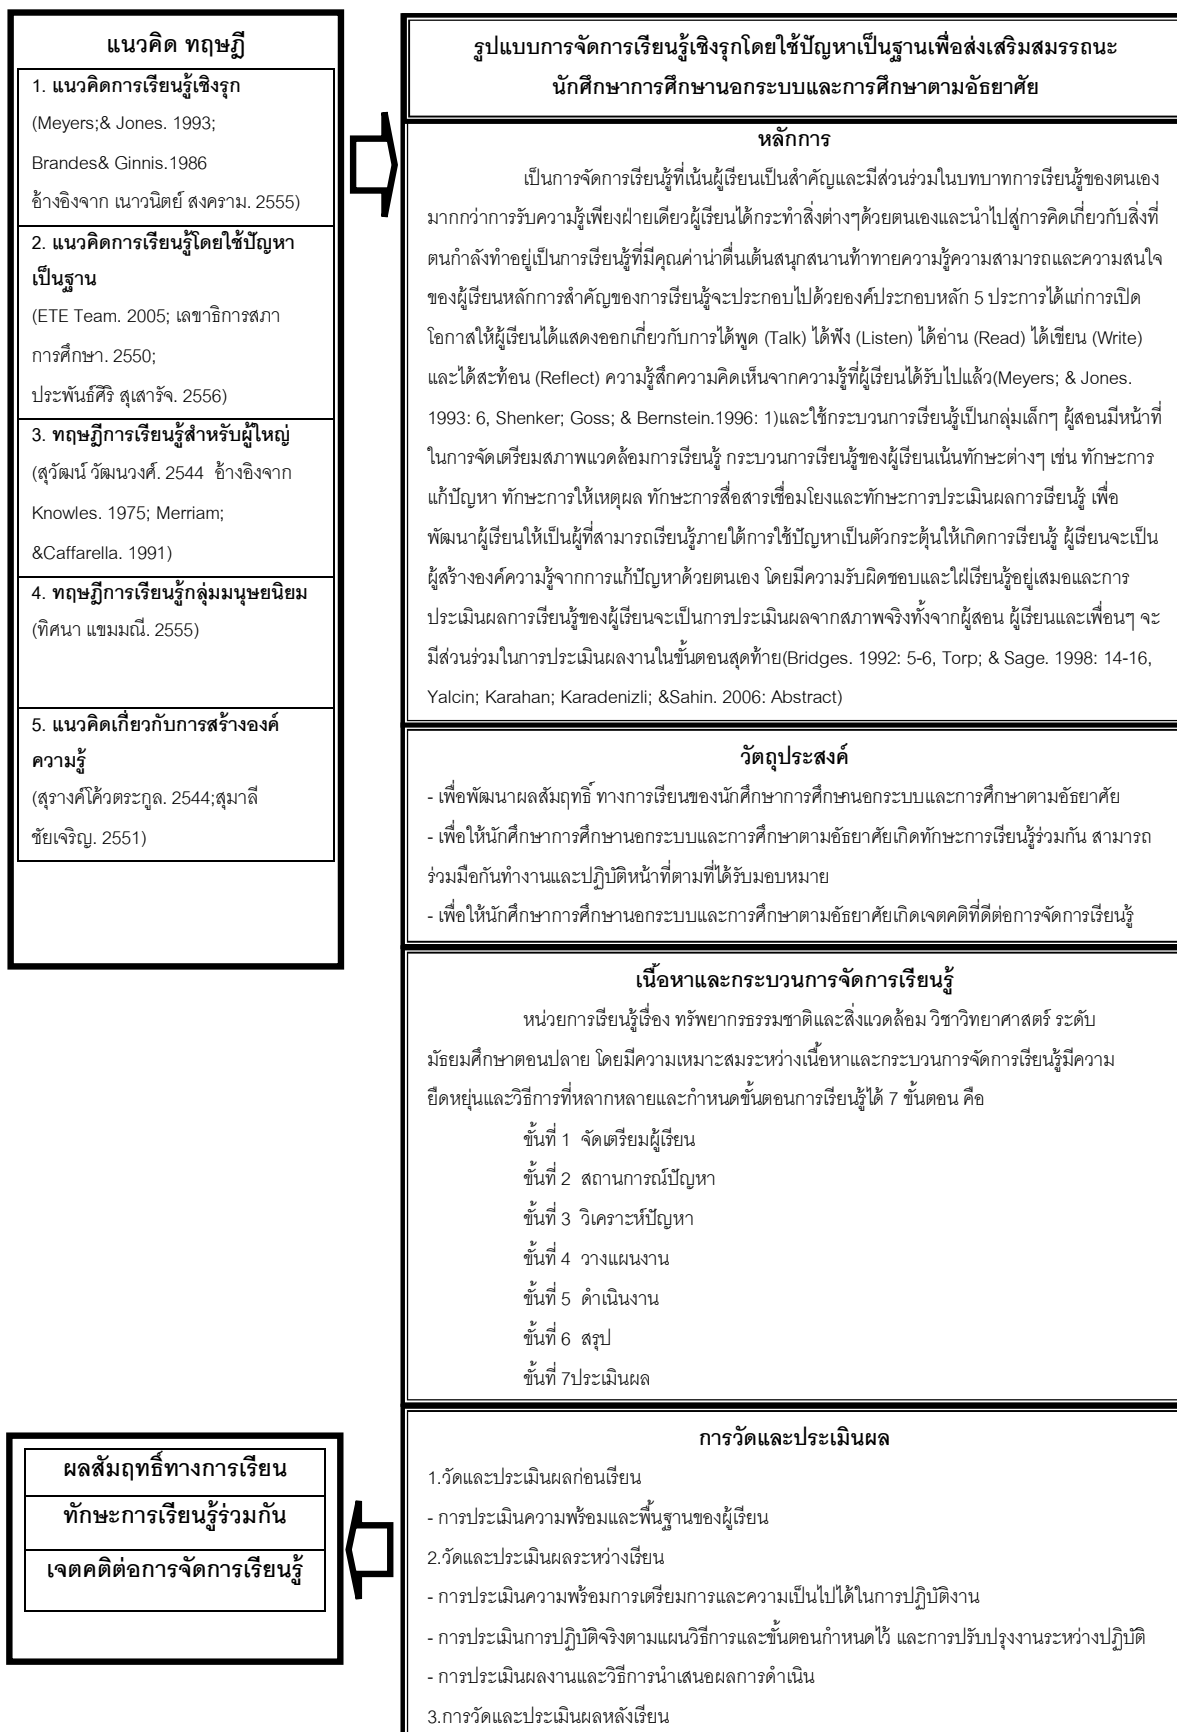 แนวคิด ทฤษฎี
1. แนวคิดการเรียนรู้เชิงรุก
(Meyers;& Jones. 1993;
Brandes& Ginnis.1986
อ้างอิงจาก เนาวนิตย์ สงคราม. 2555)
2. แนวคิดการเรียนรู้โดยใช้ปัญหา
เป็นฐาน
(ETE Team. 2005; เลขาธิการสภา
การศึกษา. 2550;
ประพันธ์ศิริ สุเสารัจ. 2556)
3. ทฤษฎีการเรียนรู้สำหรับผู้ใหญ่
(สุวัฒน์ วัฒนวงศ์. 2544 อ้างอิงจาก
Knowles. 1975; Merriam;
&Caffarella. 1991)
4. ทฤษฎีการเรียนรู้กลุ่มมนุษยนิยม
(ทิศนา แขมมณี. 2555)
5. แนวคิดเกี่ยวกับการสร้างองค์
ความรู้
(สุรางค์โค้วตระกูล. 2544;สุมาลี
ชัยเจริญ. 2551)
รูปแบบการจัดการเรียนรู้เชิงรุกโดยใช้ปัญหาเป็นฐานเพื่อส่งเสริมสมรรถนะ
นักศึกษาการศึกษานอกระบบและการศึกษาตามอัธยาศัย
หลักการ
เป็นการจัดการเรียนรู้ที่เน้นผู้เรียนเป็นสำคัญและมีส่วนร่วมในบทบาทการเรียนรู้ของตนเอง
มากกว่าการรับความรู้เพียงฝ่ายเดียวผู้เรียนได้กระทำสิ่งต่างๆด้วยตนเองและนำไปสู่การคิดเกี่ยวกับสิ่งที่
ตนกำลังทำอยู่เป็นการเรียนรู้ที่มีคุณค่าน่าตื่นเต้นสนุกสนานท้าทายความรู้ความสามารถและความสนใจ
ของผู้เรียนหลักการสำคัญของการเรียนรู้จะประกอบไปด้วยองค์ประกอบหลัก 5 ประการได้แก่การเปิด
โอกาสให้ผู้เรียนได้แสดงออกเกี่ยวกับการได้พูด (Talk) ได้ฟัง (Listen) ได้อ่าน (Read) ได้เขียน (Write)
และได้สะท้อน (Reflect) ความรู้สึกความคิดเห็นจากความรู้ที่ผู้เรียนได้รับไปแล้ว(Meyers; & Jones.
1993: 6, Shenker; Goss; & Bernstein.1996: 1)และใช้กระบวนการเรียนรู้เป็นกลุ่มเล็กๆ ผู้สอนมีหน้าที่
ในการจัดเตรียมสภาพแวดล้อมการเรียนรู้ กระบวนการเรียนรู้ของผู้เรียนเน้นทักษะต่างๆ เช่น ทักษะการ
แก้ปัญหา ทักษะการให้เหตุผล ทักษะการสื่อสารเชื่อมโยงและทักษะการประเมินผลการเรียนรู้ เพื่อ
พัฒนาผู้เรียนให้เป็นผู้ที่สามารถเรียนรู้ภายใต้การใช้ปัญหาเป็นตัวกระตุ้นให้เกิดการเรียนรู้ ผู้เรียนจะเป็น
ผู้สร้างองค์ความรู้จากการแก้ปัญหาด้วยตนเอง โดยมีความรับผิดชอบและใฝ่เรียนรู้อยู่เสมอและการ
ประเมินผลการเรียนรู้ของผู้เรียนจะเป็นการประเมินผลจากสภาพจริงทั้งจากผู้สอน ผู้เรียนและเพื่อนๆ จะ
มีส่วนร่วมในการประเมินผลงานในขั้นตอนสุดท้าย(Bridges. 1992: 5-6, Torp; & Sage. 1998: 14-16,
Yalcin; Karahan; Karadenizli; &Sahin. 2006: Abstract)
วัตถุประสงค์
- เพื่อพัฒนาผลสัมฤทธิ์ ทางการเรียนของนักศึกษาการศึกษานอกระบบและการศึกษาตามอัธยาศัย
- เพื่อให้นักศึกษาการศึกษานอกระบบและการศึกษาตามอัธยาศัยเกิดทักษะการเรียนรู้ร่วมกัน สามารถ
ร่วมมือกันทำงานและปฏิบัติหน้าที่ตามที่ได้รับมอบหมาย
- เพื่อให้นักศึกษาการศึกษานอกระบบและการศึกษาตามอัธยาศัยเกิดเจตคติที่ดีต่อการจัดการเรียนรู้
เนื้อหาและกระบวนการจัดการเรียนรู้
หน่วยการเรียนรู้เรื่อง ทรัพยากรธรรมชาติและสิ่งแวดล้อม วิชาวิทยาศาสตร์ ระดับ
มัธยมศึกษาตอนปลาย โดยมีความเหมาะสมระหว่างเนื้อหาและกระบวนการจัดการเรียนรู้มีความ
ยืดหยุ่นและวิธีการที่หลากหลายและกำหนดขั้นตอนการเรียนรู้ได้ 7 ขั้นตอน คือ
ขั้นที่ 1 จัดเตรียมผู้เรียน
ขั้นที่ 2 สถานการณ์ปัญหา
ขั้นที่ 3 วิเคราะห์ปัญหา
ขั้นที่ 4 วางแผนงาน
ขั้นที่ 5 ดำเนินงาน
ขั้นที่ 6 สรุป
ขั้นที่ 7ประเมินผล
การวัดและประเมินผล
1.วัดและประเมินผลก่อนเรียน
- การประเมินความพร้อมและพื้นฐานของผู้เรียน
2.วัดและประเมินผลระหว่างเรียน
- การประเมินความพร้อมการเตรียมการและความเป็นไปได้ในการปฏิบัติงาน
- การประเมินการปฏิบัติจริงตามแผนวิธีการและขั้นตอนกำหนดไว้ และการปรับปรุงงานระหว่างปฏิบัติ
- การประเมินผลงานและวิธีการนำเสนอผลการดำเนิน
3.การวัดและประเมินผลหลังเรียน
ผลสัมฤทธิ์ทางการเรียน
ทักษะการเรียนรู้ร่วมกัน
เจตคติต่อการจัดการเรียนรู้